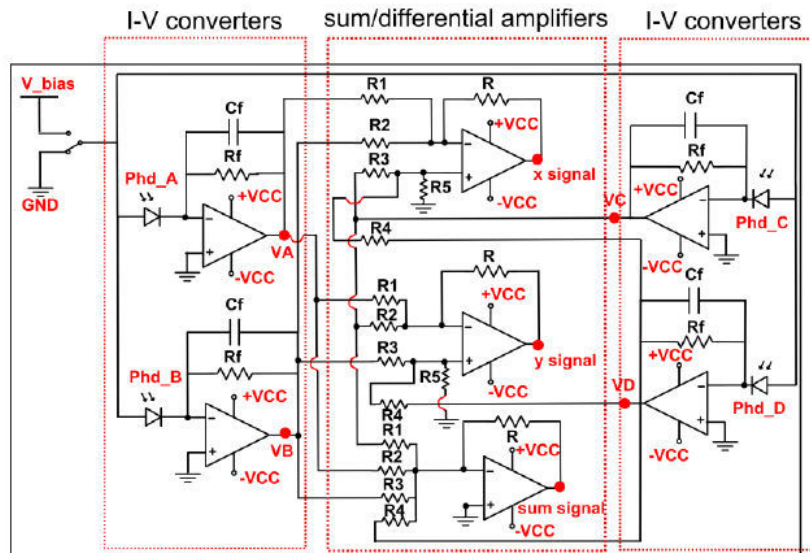 I-V converters
sum/differential amplifiers
I-V converters
V_bias
GND
Cf
Rf
Phd_A
+VCC
-VCC
VA
Cf
Rf
Phd_B
+VCC
-VCC
VB
R1
R2
R3
R4
R5
R
+VCC
-VCC
x signal
R1
R2
R3
R4
R5
R
+VCC
-VCC
y signal
R1
R2
R3
R4
R
+VCC
-VCC
sum signal
VC
Cf
Rf
+VCC
-VCC
Phd_C
VD
Cf
Rf
+VCC
-VCC
Phd_D